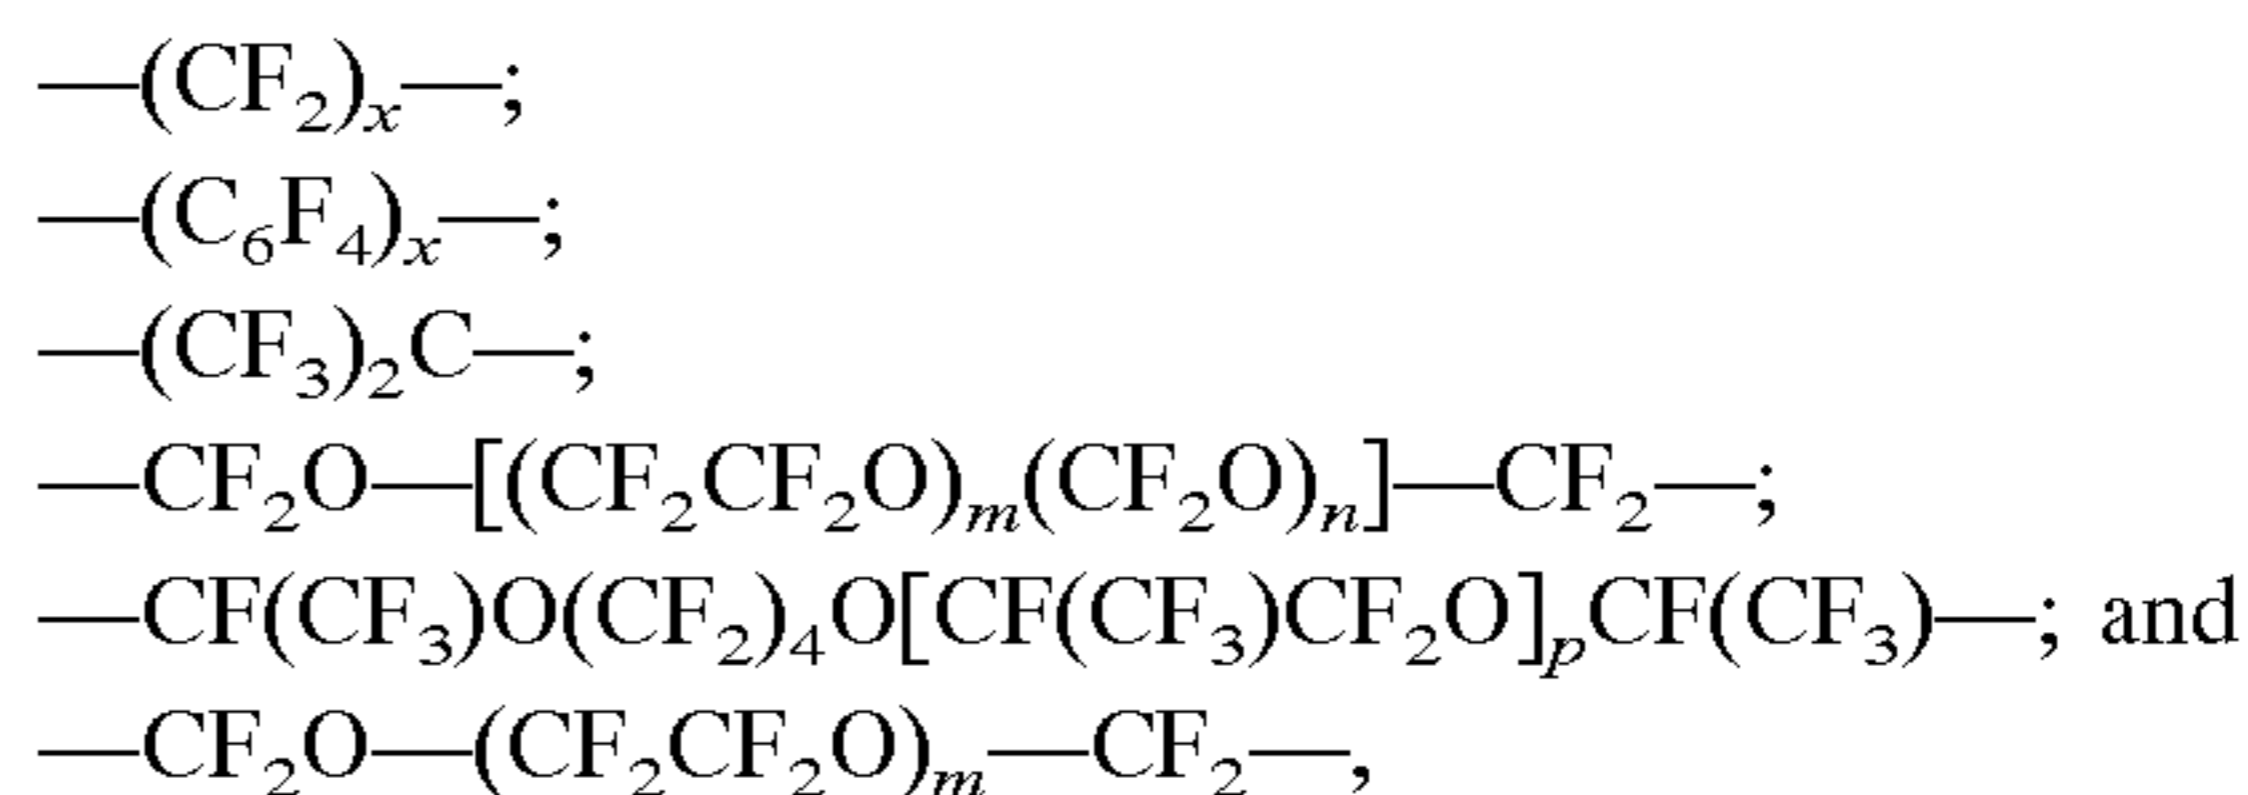 —(CF₂)ₓ—;
—(C₆F₄)ₓ—;
—(CF₃)₂C—;
—CF₂O—[(CF₂CF₂O)ₘ(CF₂O)ₙ]—CF₂—;
—CF(CF₃)O(CF₂)₄O[CF(CF₃)CF₂O]ₚCF(CF₃)—; and
—CF₂O—(CF₂CF₂O)ₘ—CF₂—,